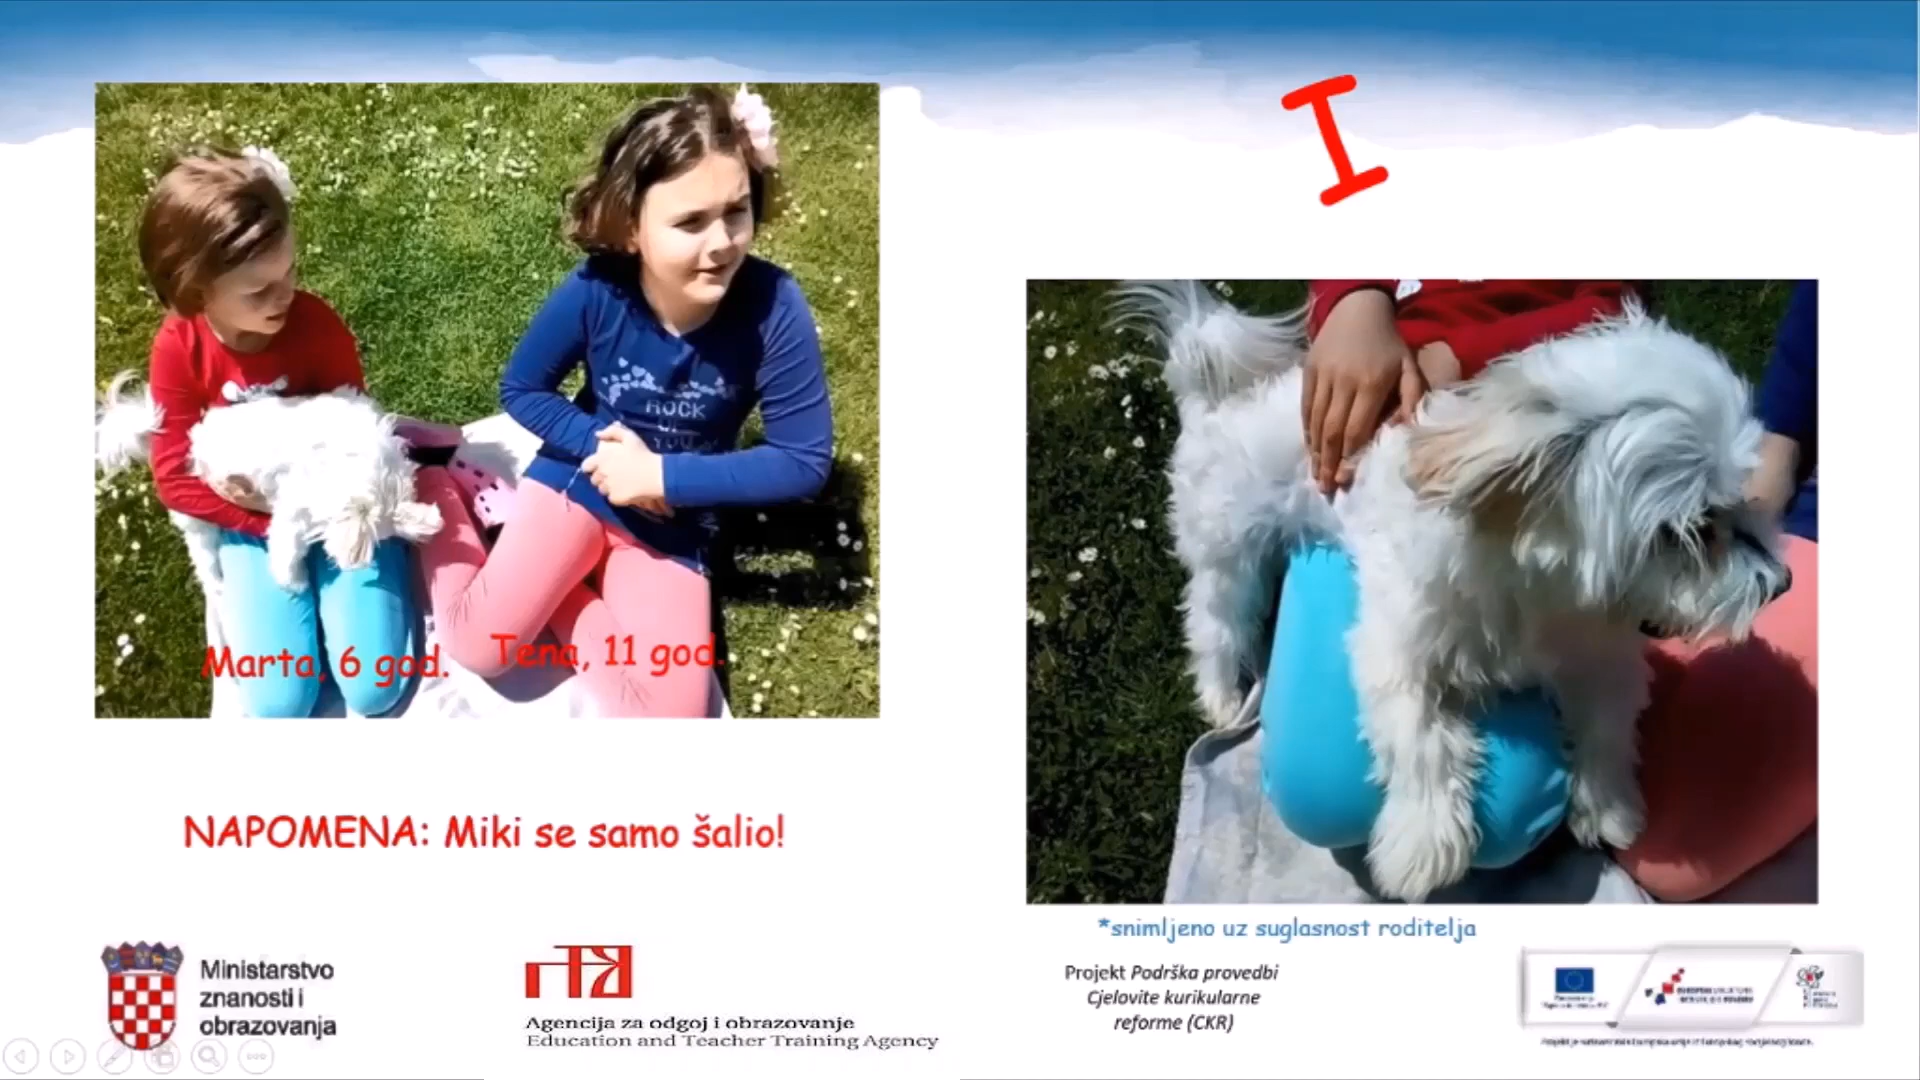 I
ROCK
YOU
Marta, 6 god.
Tena, 11 god.
NAPOMENA: Miki se samo šalio!
*snimljeno uz suglasnost roditelja
Ministarstvo
znanosti i
obrazovanja
Agencija za odgoj i obrazovanje
Education and Teacher Training Agency
Projekt Podrška provedbi
Cjelovite kurikularne
reforme (CKR)